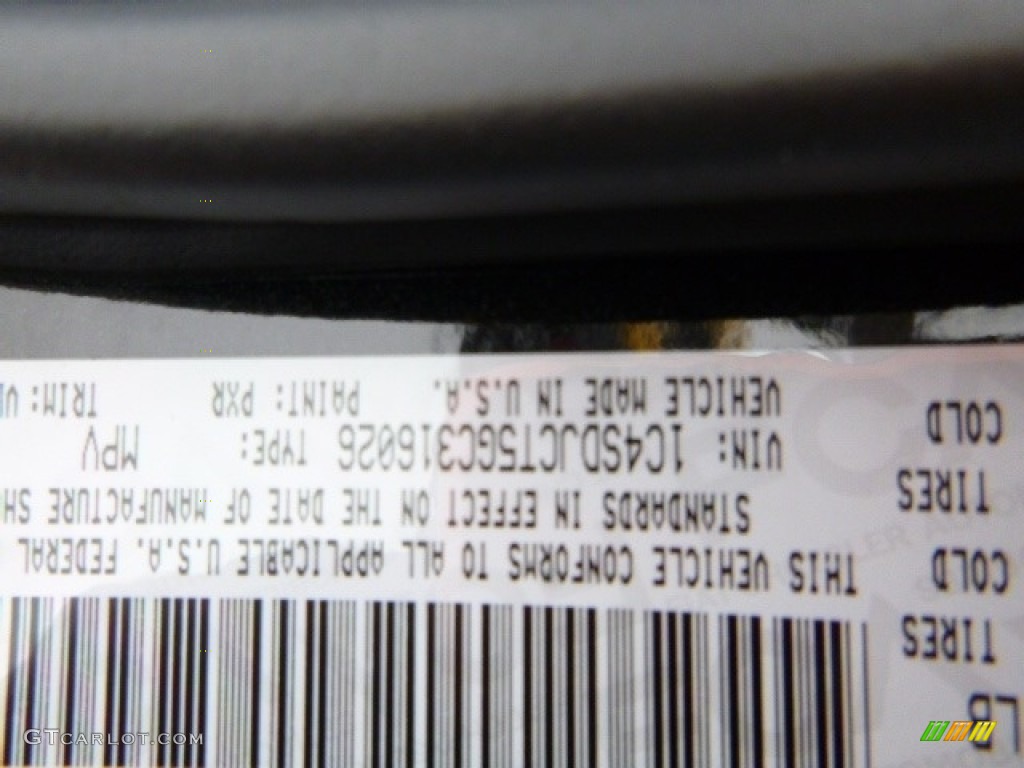 LB
TIRES
COLD
TIRES
COLD
THIS VEHICLE CONFORMS TO ALL APPLICABLE U.S.A. FEDERAL
STANDARDS IN EFFECT ON THE DATE OF MANUFACTURE SH
VIN: 1C4SDJCT5GC316026 TYPE: MPV
VEHICLE MADE IN U.S.A. PAINT: PXR TRIM:
GTCARLOT.COM